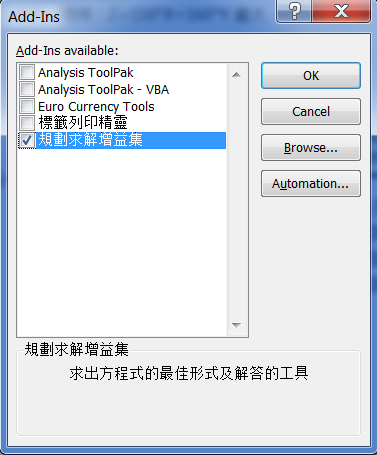 Add-Ins
Add-Ins available:
Analysis ToolPak
Analysis ToolPak - VBA
Euro Currency Tools
標籤列印精靈
規劃求解增益集
OK
Cancel
Browse...
Automation...
規劃求解增益集
求出方程式的最佳形式及解答的工具